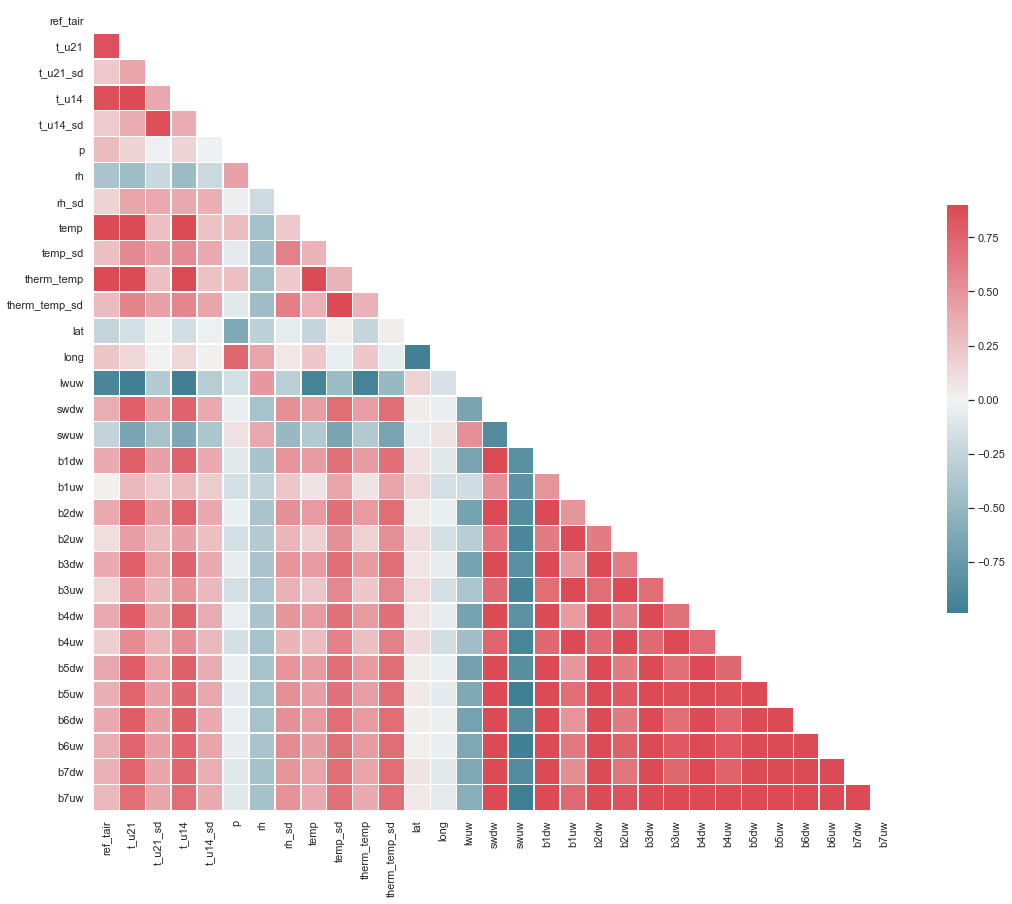 ref_tair
t_u21
t_u21_sd
t_u14
t_u14_sd
p
rh
rh_sd
temp
temp_sd
therm_temp
therm_temp_sd
lat
long
lwuw
swdw
swuw
b1dw
b1uw
b2dw
b2uw
b3dw
b3uw
b4dw
b4uw
b5dw
b5uw
b6dw
b6uw
b7dw
b7uw
ref_tair
t_u21
t_u21_sd
t_u14
t_u14_sd
p
rh
rh_sd
temp
temp_sd
therm_temp
therm_temp_sd
lat
long
lwuw
swdw
swuw
b1dw
b1uw
b2dw
b2uw
b3dw
b3uw
b4dw
b4uw
b5dw
b5uw
b6dw
b6uw
b7dw
b7uw
0.75
0.50
0.25
0.00
−0.25
−0.50
−0.75